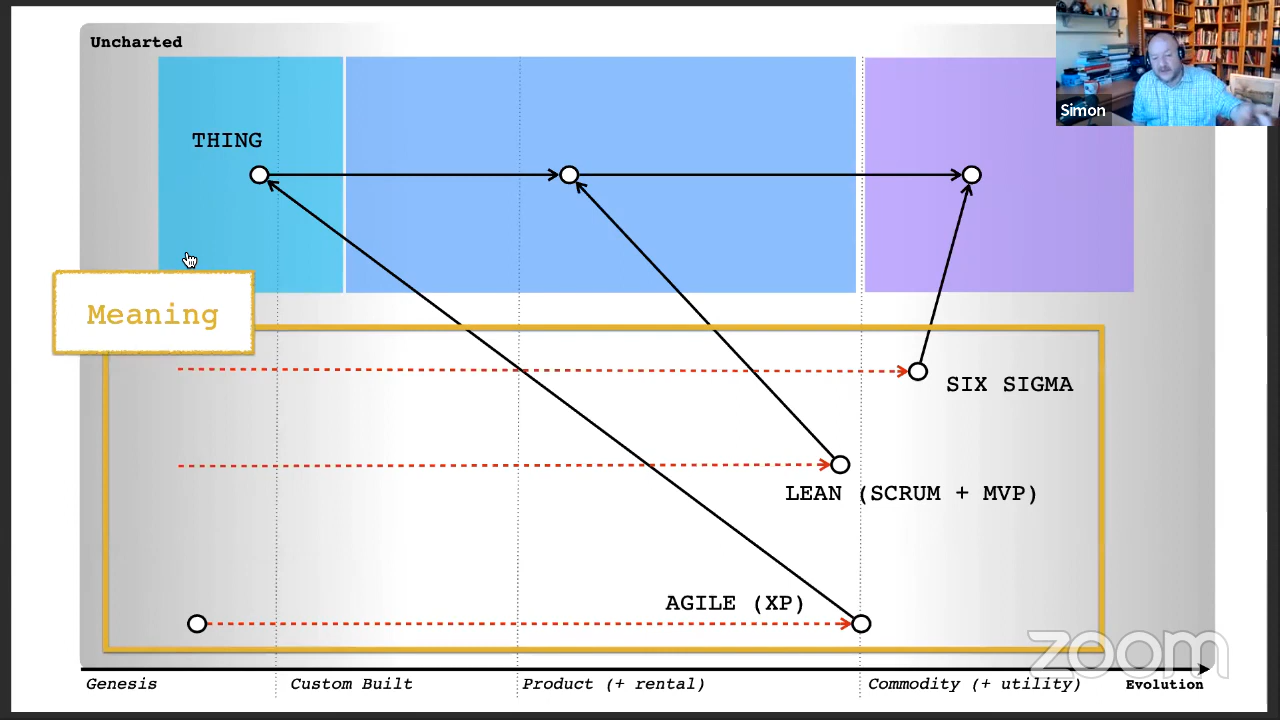 Uncharted
Simon
THING
Meaning
SIX SIGMA
LEAN (SCRUM + MVP)
AGILE (XP)
zoom
Genesis
Custom Built
Product (+ rental)
Commodity (+ utility)
Evolution